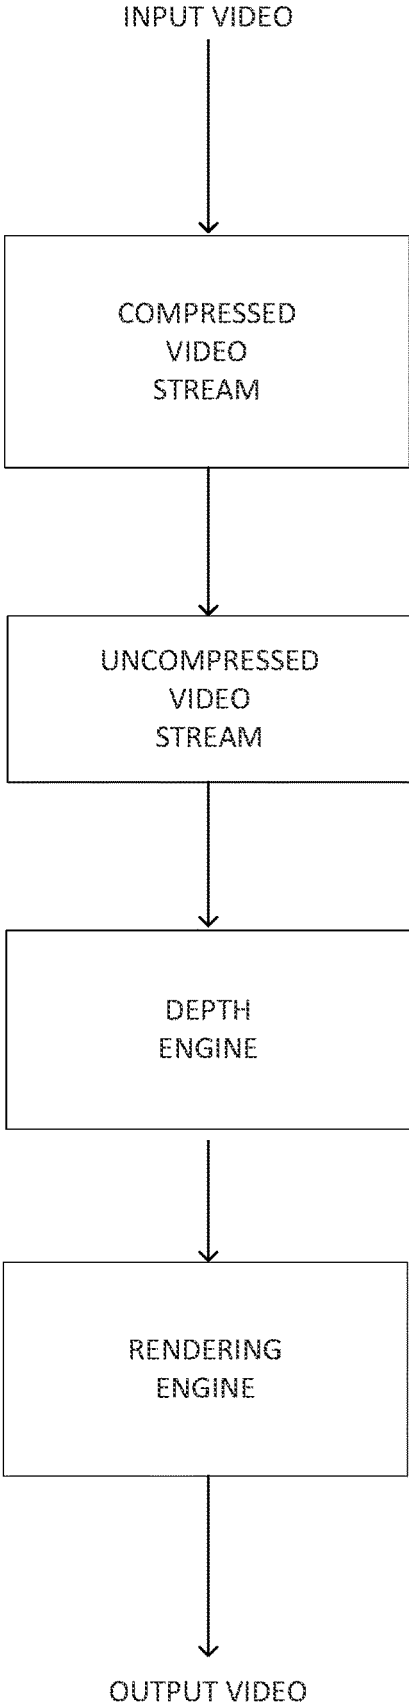 INPUT VIDEO
COMPRESSED
VIDEO
STREAM
UNCOMPRESSED
VIDEO
STREAM
DEPTH
ENGINE
RENDERING
ENGINE
OUTPUT VIDEO